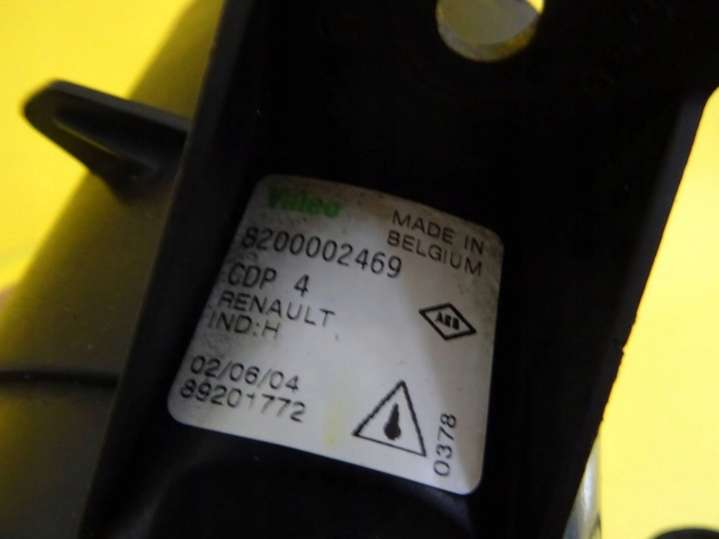 Valeo
MADE IN
BELGIUM
8200002469
CDP 4
RENAULT
IND:H
02/06/04
89201772
0378